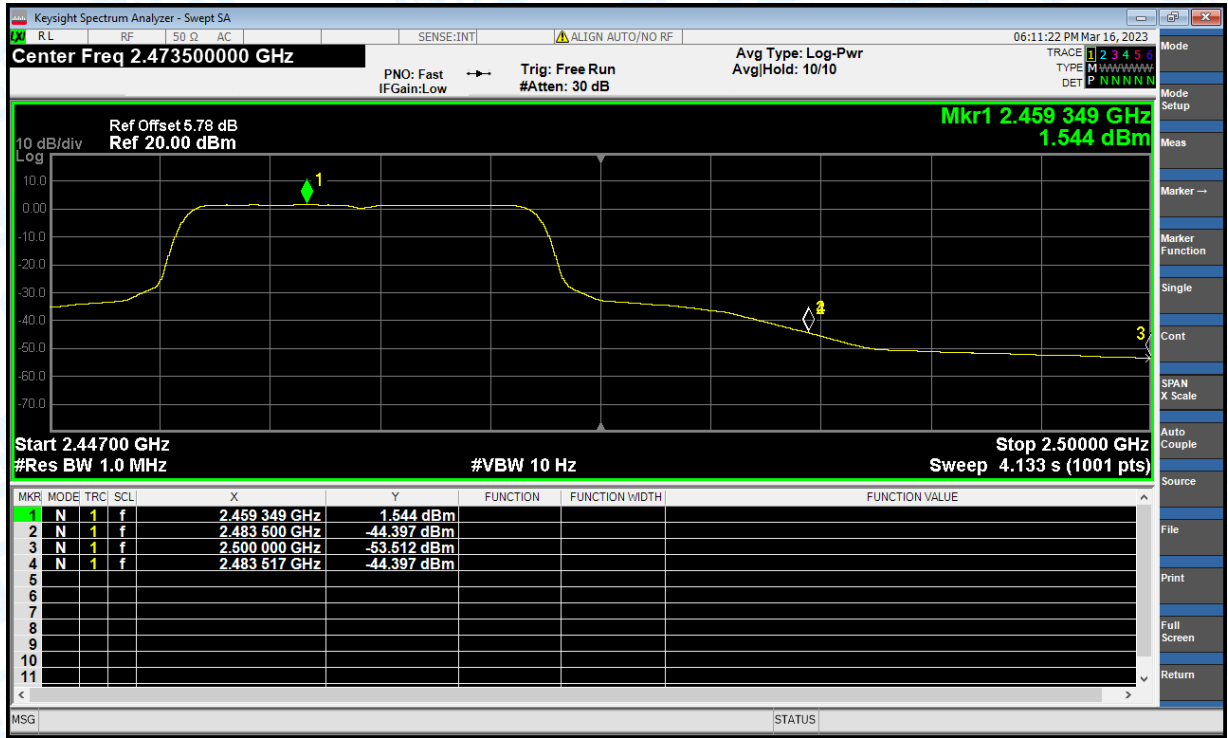 Keysight Spectrum Analyzer - Swept SA
LXI RL RF 50 Ω AC SENSE:INT ALIGN AUTO/NO RF 06:11:22 PM Mar 16, 2023
Center Freq 2.473500000 GHz
PNO: Fast
IFGain:Low
Trig: Free Run
#Atten: 30 dB
Avg Type: Log-Pwr
Avg|Hold: 10/10
TRACE 1 2 3 4 5 6
TYPE M WWWWW
DET P N N N N N
Ref Offset 5.78 dB
10 dB/div Ref 20.00 dBm
Log
Mkr1 2.459 349 GHz
1.544 dBm
10.0
0.00
-10.0
-20.0
-30.0
-40.0
-50.0
-60.0
-70.0
1
3
Start 2.44700 GHz Stop 2.50000 GHz
#Res BW 1.0 MHz #VBW 10 Hz Sweep 4.133 s (1001 pts)
MKR MODE TRC SCL X Y FUNCTION FUNCTION WIDTH FUNCTION VALUE
1 N 1 f 2.459 349 GHz 1.544 dBm
2 N 1 f 2.483 500 GHz -44.397 dBm
3 N 1 f 2.500 000 GHz -53.512 dBm
4 N 1 f 2.483 517 GHz -44.397 dBm
5
6
7
8
9
10
11
MSG STATUS
Mode
Mode
Setup
Meas
Marker→
Marker
Function
Single
Cont
SPAN
X Scale
Auto
Couple
Source
File
Print
Full
Screen
Return